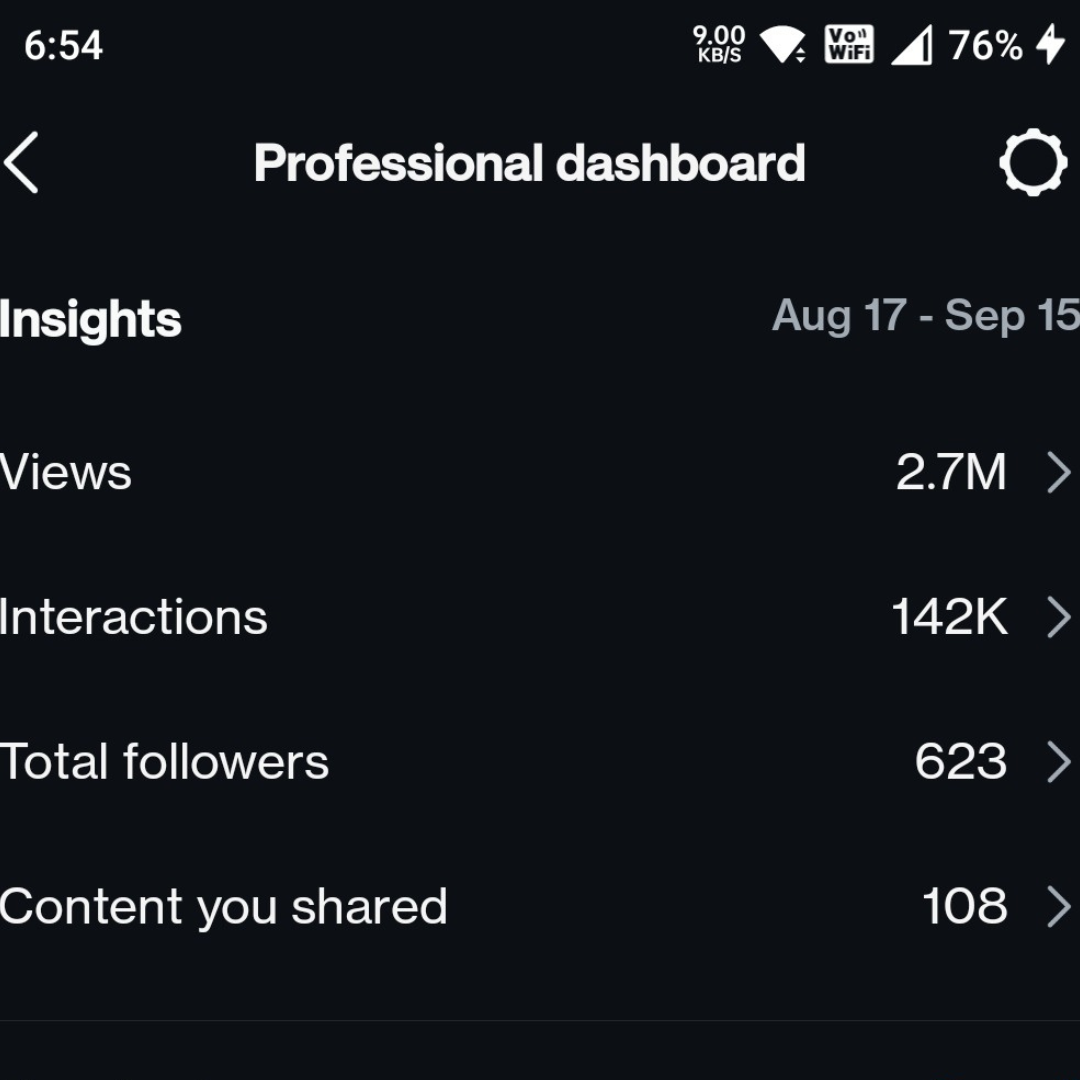 6:54 9.00 KB/S Vo WiFi 76%
Professional dashboard
Insights Aug 17 - Sep 15
Views 2.7M
Interactions 142K
Total followers 623
Content you shared 108